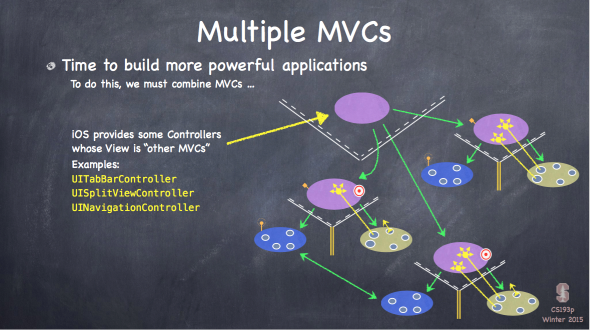 Multiple MVCs
Time to build more powerful applications
To do this, we must combine MVCs ...
iOS provides some Controllers
whose View is “other MVCs”
Examples:
UITabBarController
UISplitViewController
UINavigationController
CS193p
Winter 2015